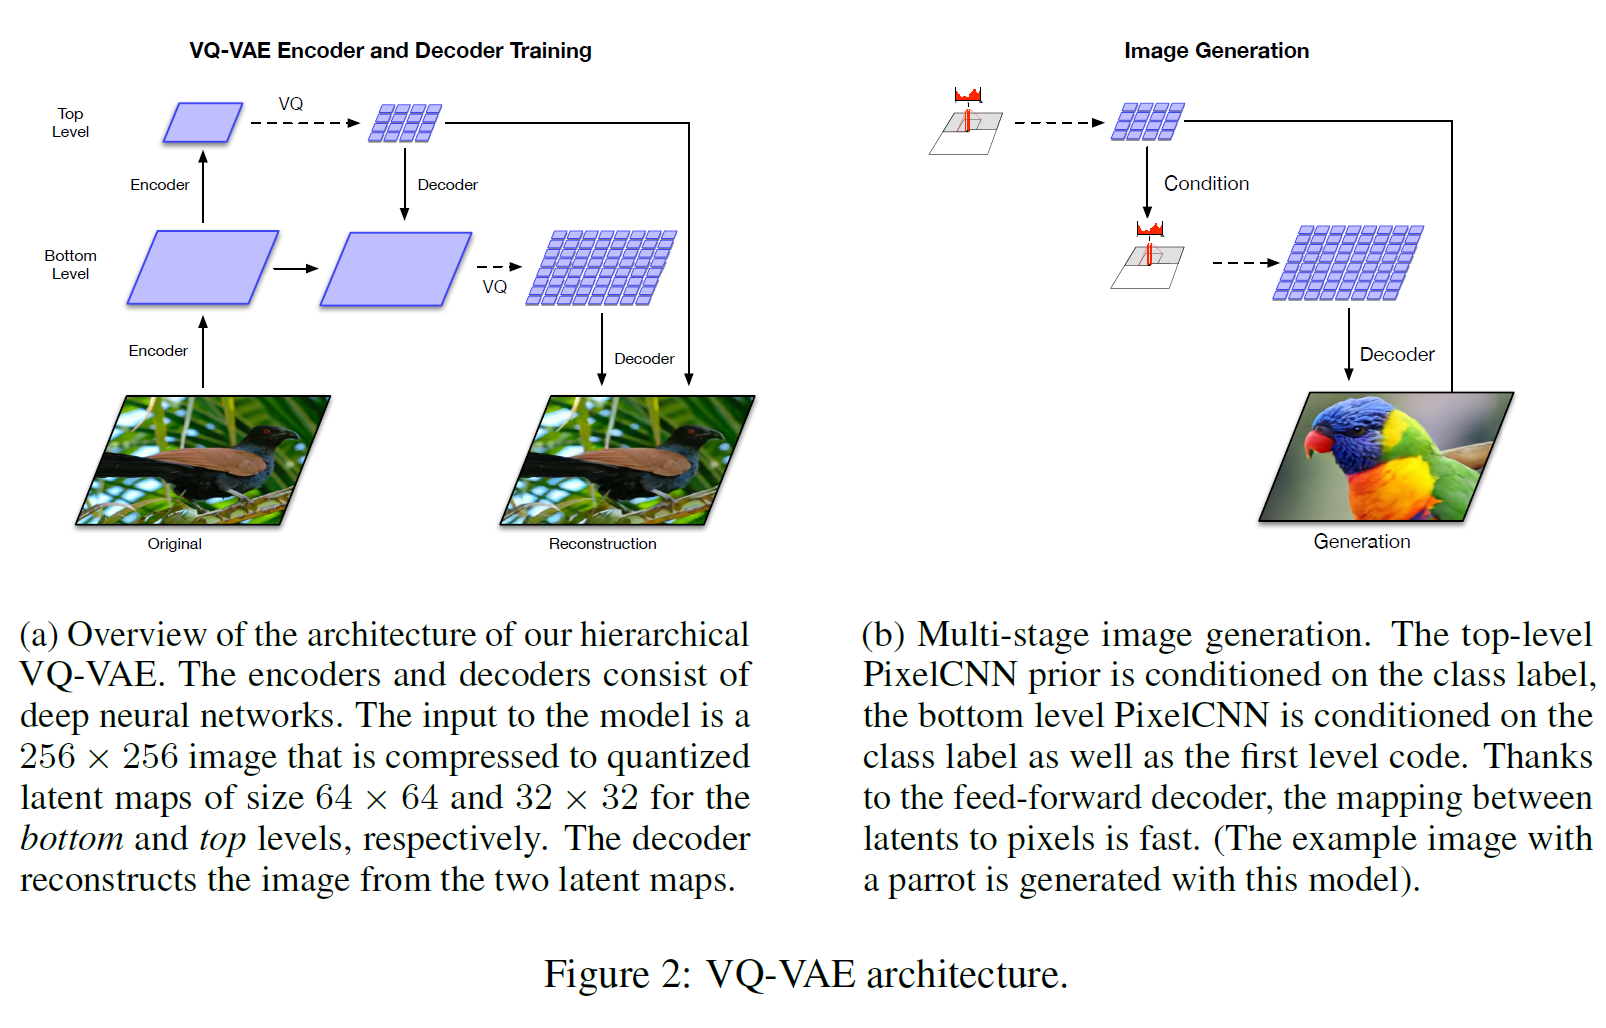 VQ-VAE Encoder and Decoder Training
Top
Level
VQ
Encoder
Decoder
Bottom
Level
VQ
Encoder
Decoder
Original
Reconstruction
Image Generation
Condition
Decoder
Generation
(a) Overview of the architecture of our hierarchical
VQ-VAE. The encoders and decoders consist of
deep neural networks. The input to the model is a
256 × 256 image that is compressed to quantized
latent maps of size 64 × 64 and 32 × 32 for the
bottom and top levels, respectively. The decoder
reconstructs the image from the two latent maps.
(b) Multi-stage image generation. The top-level
PixelCNN prior is conditioned on the class label,
the bottom level PixelCNN is conditioned on the
class label as well as the first level code. Thanks
to the feed-forward decoder, the mapping between
latents to pixels is fast. (The example image with
a parrot is generated with this model).
Figure 2: VQ-VAE architecture.